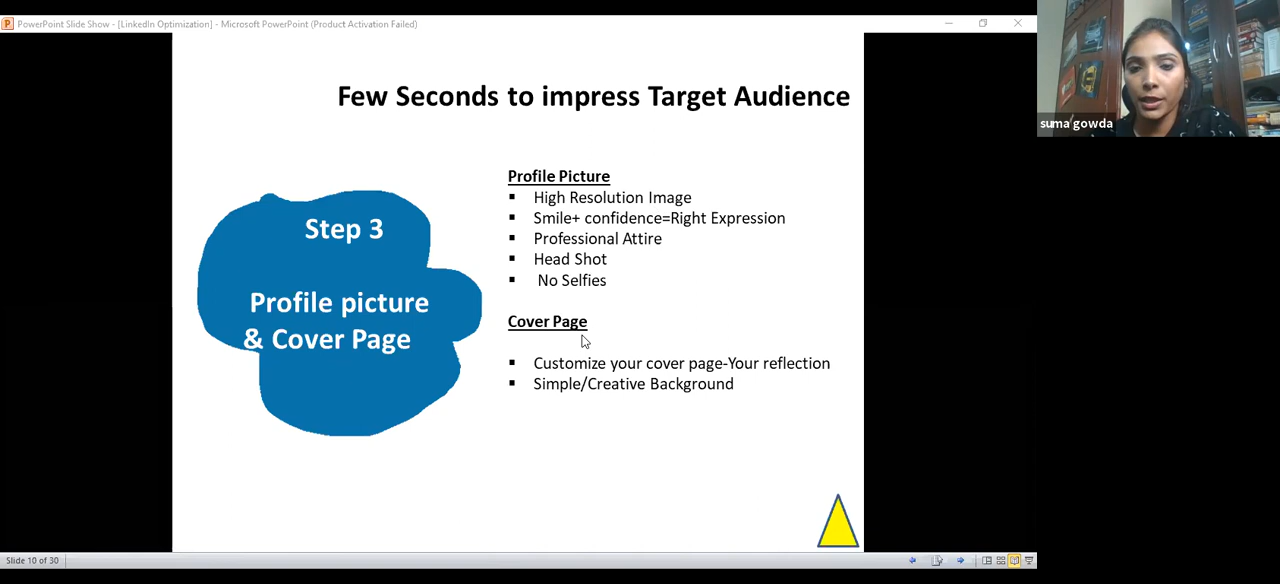 PowerPoint Slide Show - [LinkedIn Optimization] - Microsoft PowerPoint (Product Activation Failed)
suma gowda
Few Seconds to impress Target Audience
Step 3
Profile picture
& Cover Page
Profile Picture
High Resolution Image
Smile+ confidence=Right Expression
Professional Attire
Head Shot
No Selfies
Cover Page
Customize your cover page-Your reflection
Simple/Creative Background
Slide 10 of 30